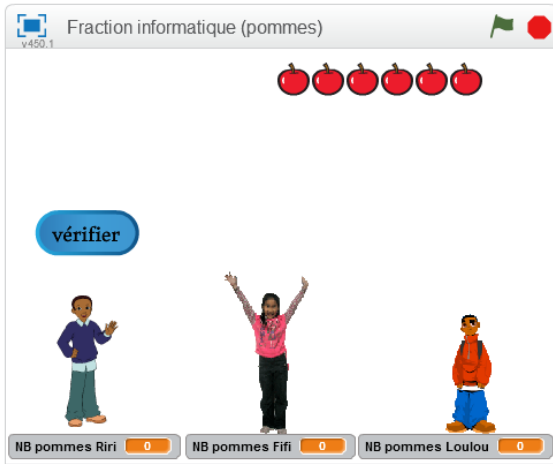 Fraction informatique (pommes)
v450.1
vérifier
NB pommes Riri 0
NB pommes Fifi 0
NB pommes Loulou 0